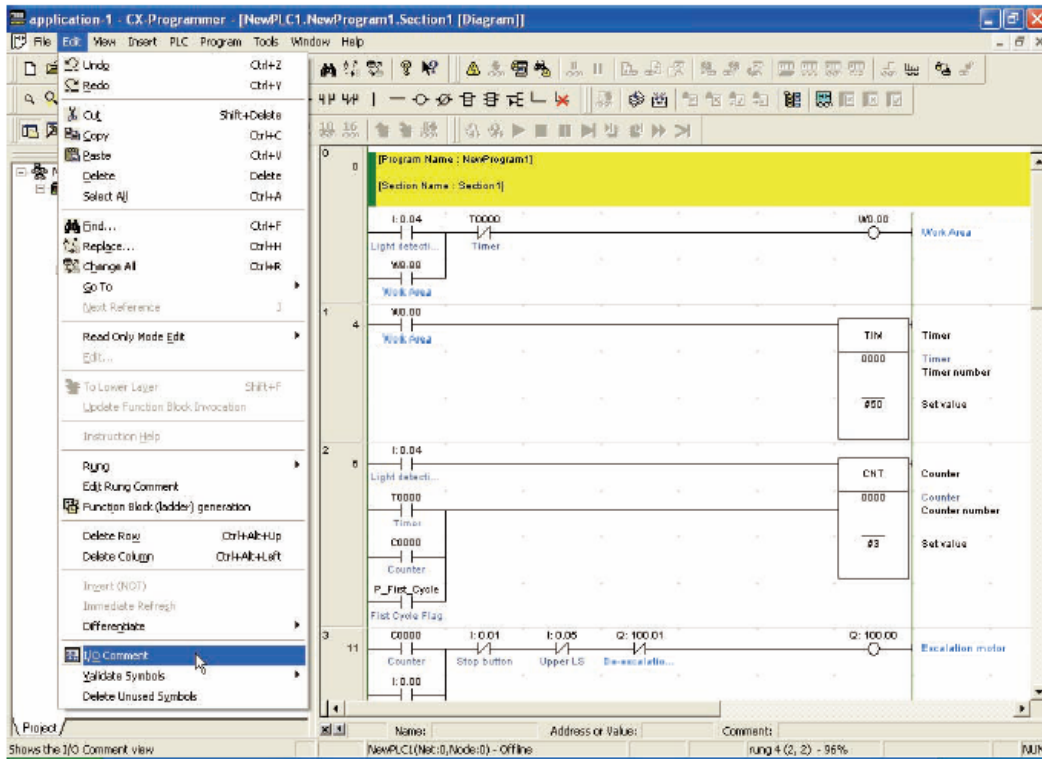 application-1 - CX-Programmer - [NewPLC1.NewProgram1.Section1 [Diagram]]
File Edit View Insert PLC Program Tools Window Help
Undo Ctrl+Z
Redo Ctrl+Y
Cut Shift+Delete
Copy Ctrl+C
Paste Ctrl+V
Delete Delete
Select All Ctrl+A
Find... Ctrl+F
Replace... Ctrl+H
Change All Ctrl+R
Go To
Next Reference J
Read Only Mode Edit
Edit...
To Lower Layer Shift+F
Update Function Block Invocation
Instruction Help
Rung
Edit Rung Comment
Function Block (ladder) generation
Delete Row Ctrl+Alt+Up
Delete Column Ctrl+Alt+Left
Invert (NOT)
Immediate Refresh
Differentiate
I/O Comment
Validate Symbols
Delete Unused Symbols
Project
0
0
[Program Name : NewProgram1]
[Section Name : Section1]
I: 0.04 T0000 W0.00
Light detecti... Timer Work Area
W0.00
Work Area
1
4
W0.00
Work Area
TIM Timer
0000 Timer
Timer number
#50 Set value
2
6
I: 0.04
Light detecti...
CNT Counter
T0000
Timer
0000 Counter
Counter number
C0000
Counter
#3 Set value
P_First_Cycle
First Cycle Flag
3
11
C0000 I: 0.01 I: 0.05 Q: 100.01 Q: 100.00
Counter Stop button Upper LS De-escalatio... Escalation motor
I: 0.00
Name: Address or Value: Comment:
Shows the I/O Comment view
NewPLC1(Net:0,Node:0) - Offline
rung 4 (2, 2) - 96%
NUM